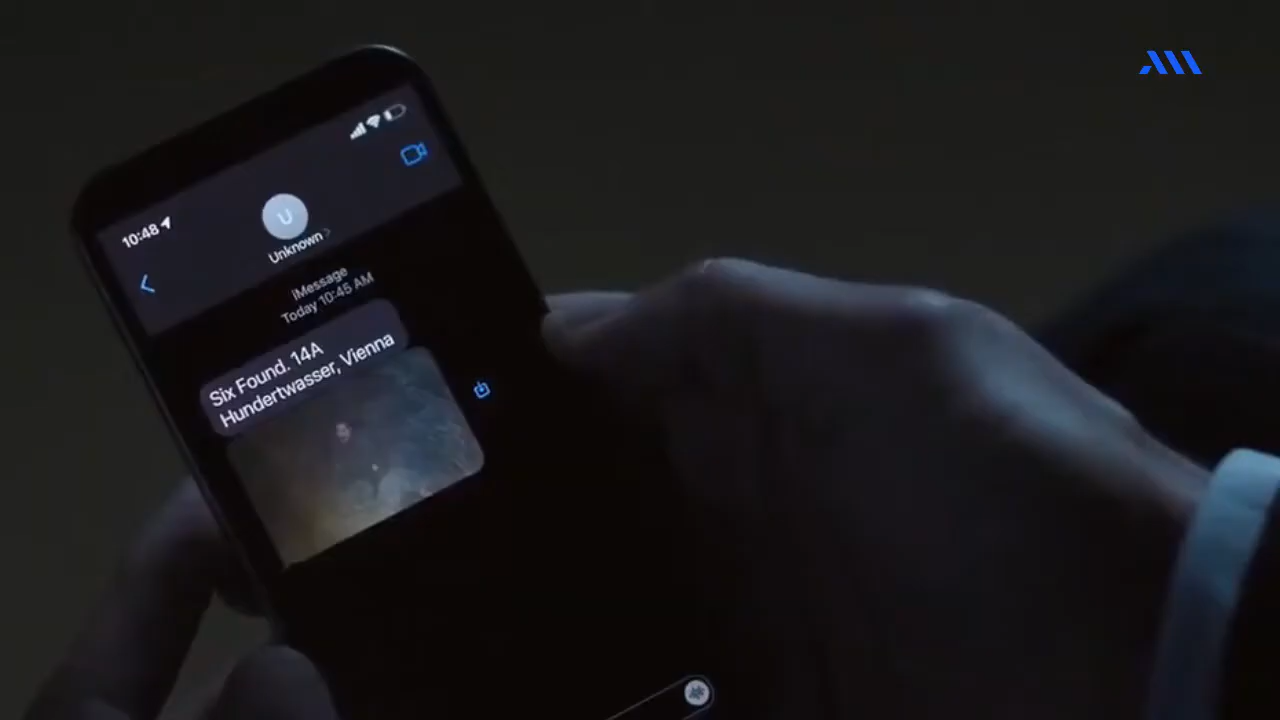 10:48
U
Unknown
iMessage
Today 10:45 AM
Six Found. 14A
Hundertwasser, Vienna